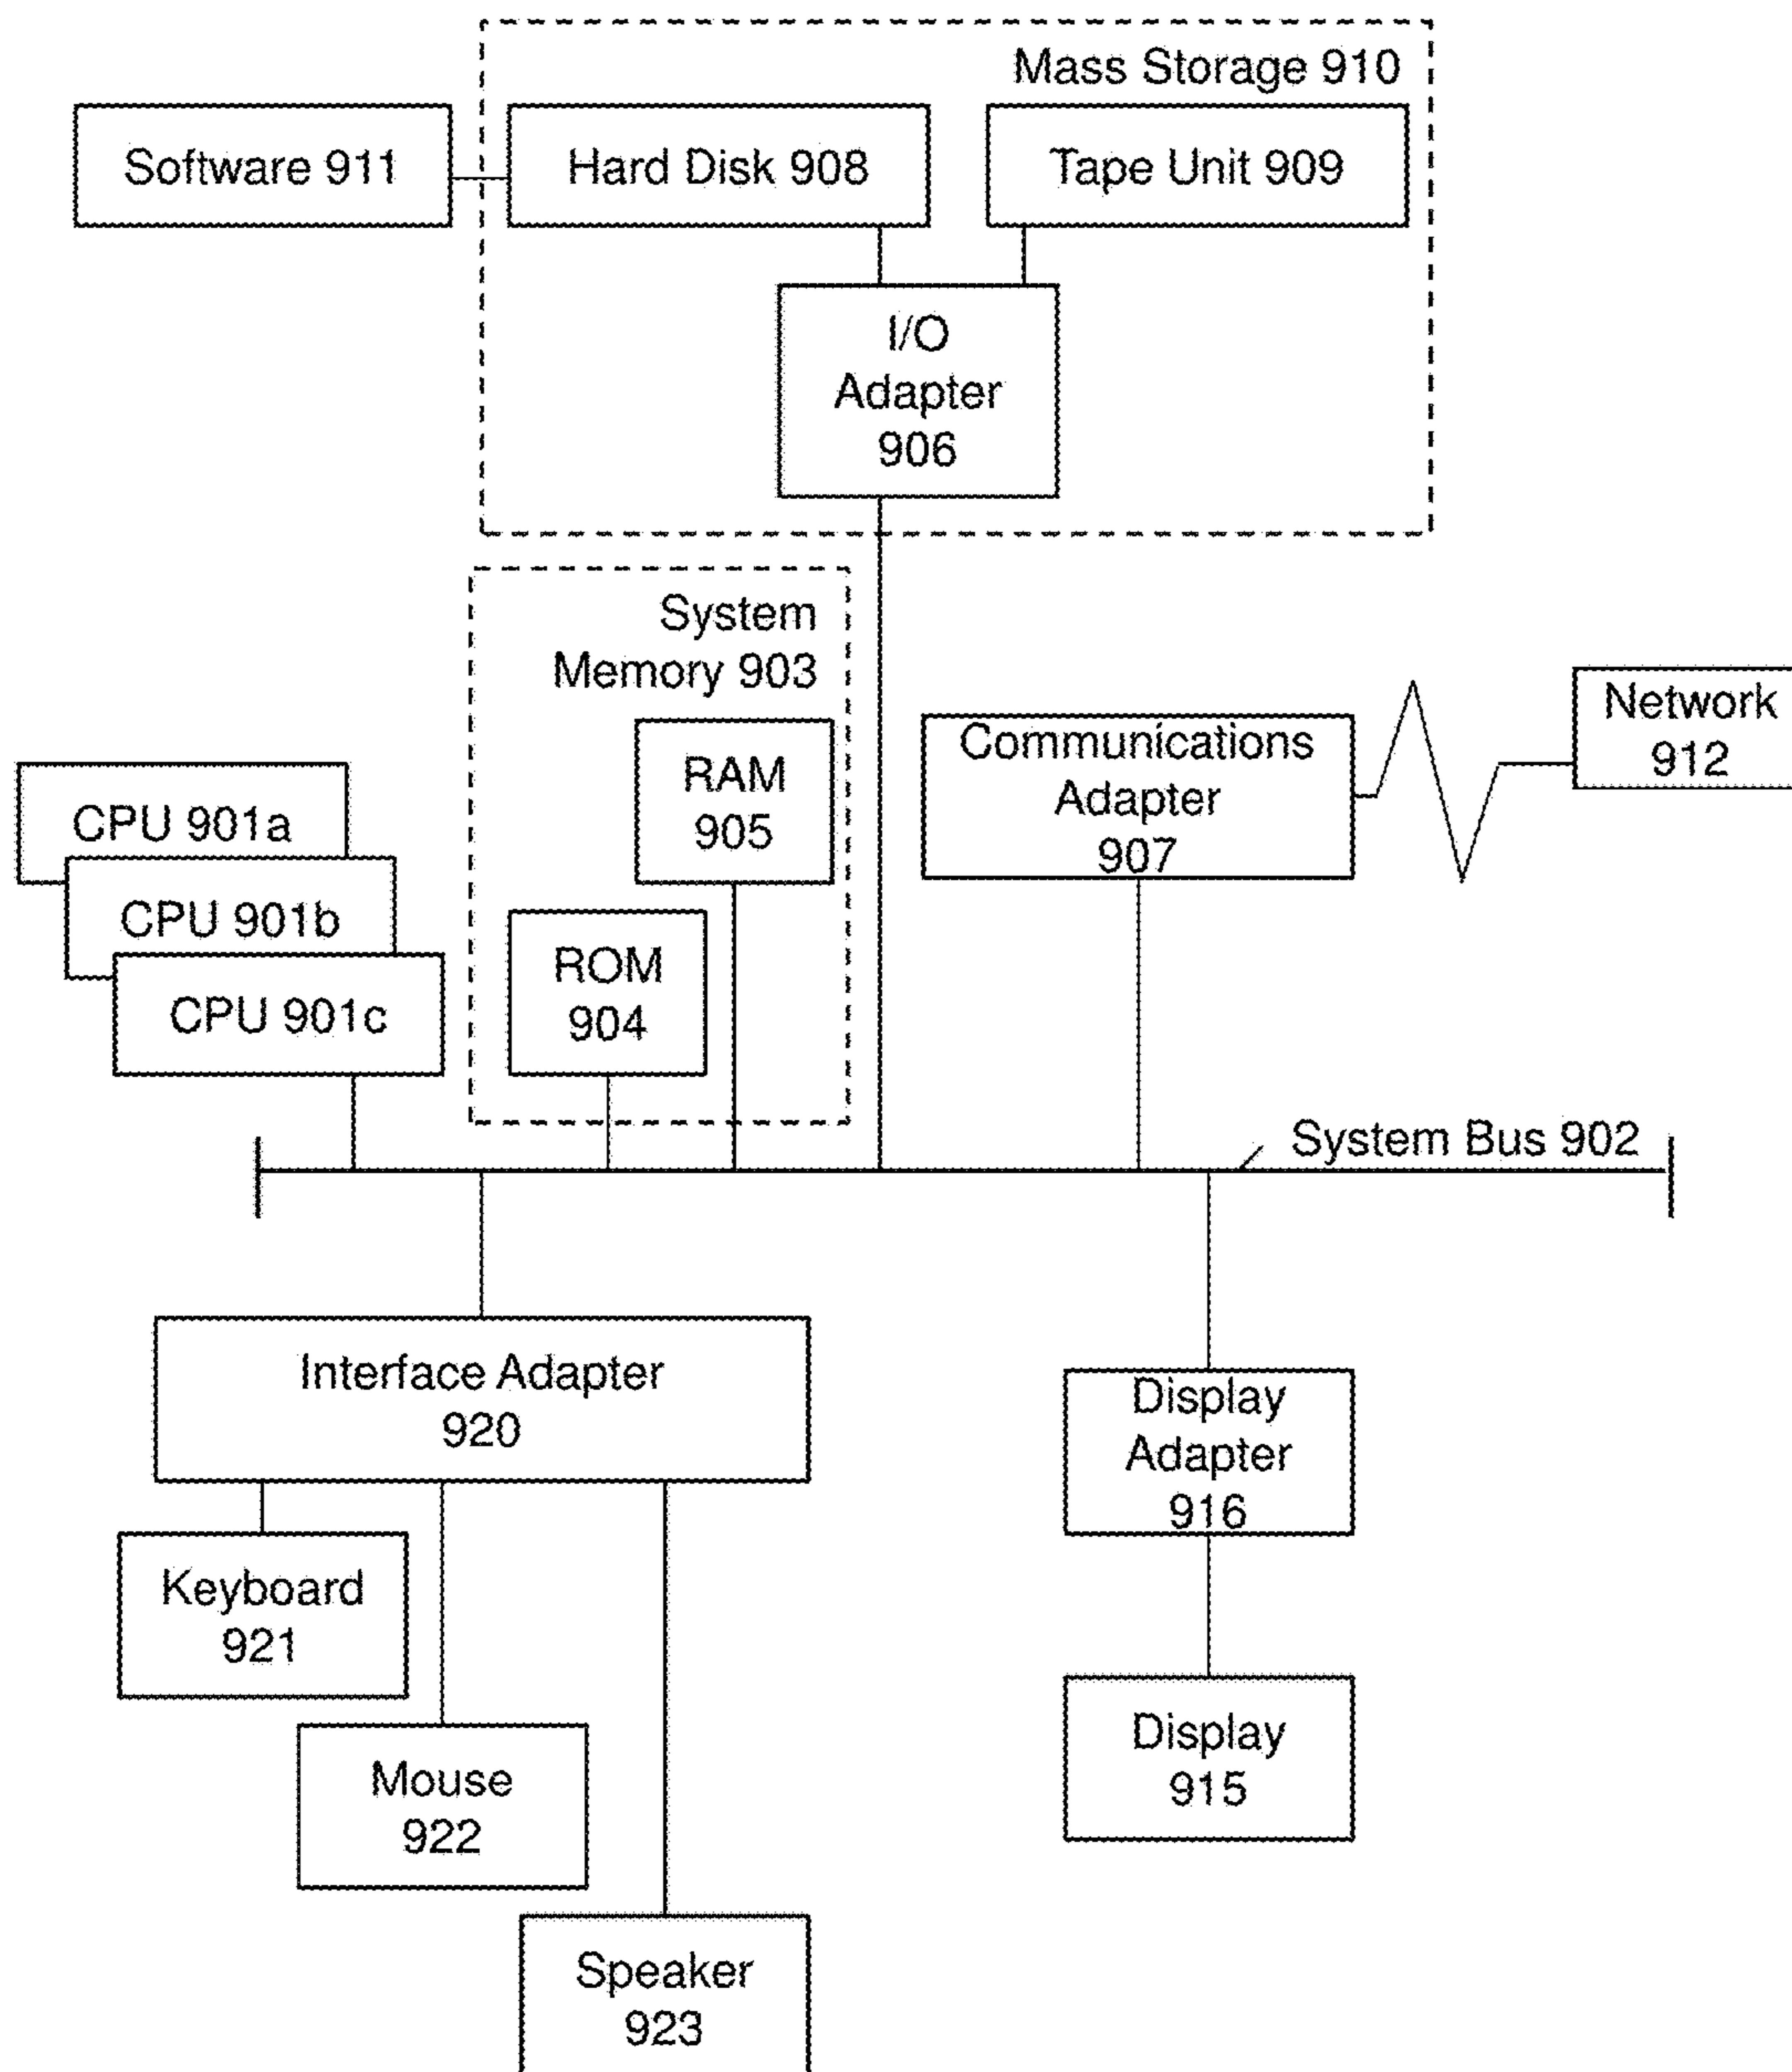 Mass Storage 910
Software 911
Hard Disk 908
Tape Unit 909
I/O
Adapter
906
System
Memory 903
RAM
905
ROM
904
Communications
Adapter
907
Network
912
CPU 901a
CPU 901b
CPU 901c
System Bus 902
Interface Adapter
920
Display
Adapter
916
Keyboard
921
Mouse
922
Display
915
Speaker
923